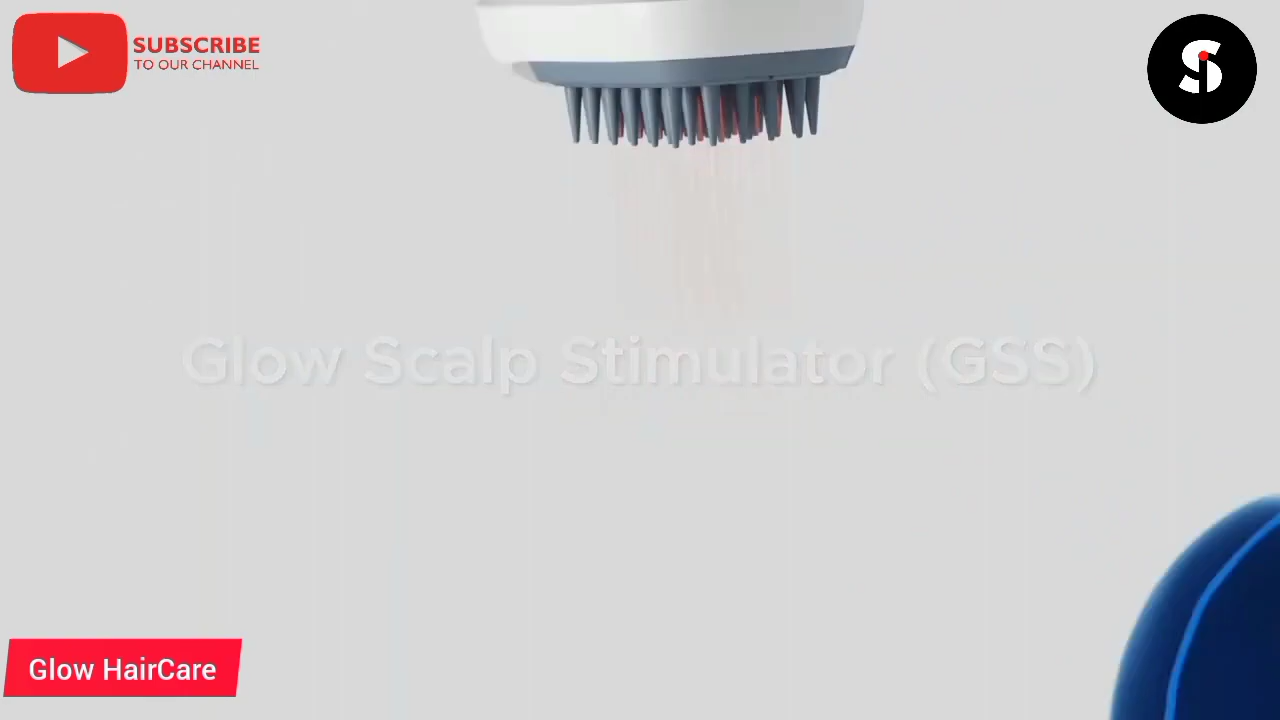 SUBSCRIBE
TO OUR CHANNEL
Glow Scalp Stimulator (GSS)
Glow HairCare